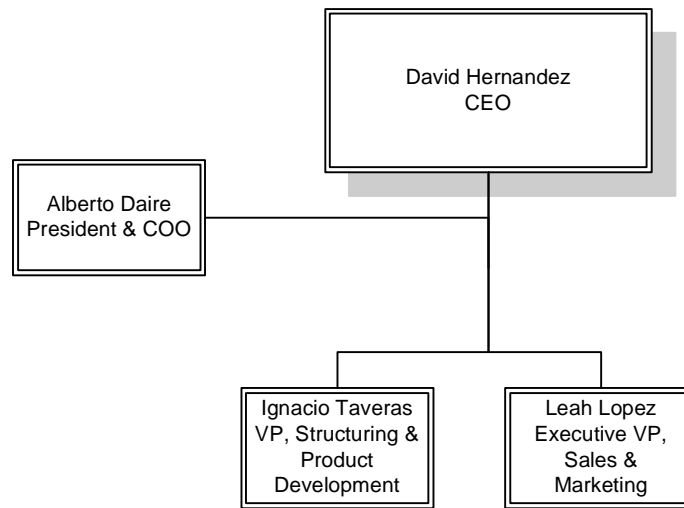 David Hernandez
CEO
Alberto Daire
President & COO
Ignacio Taveras
VP, Structuring &
Product
Development
Leah Lopez
Executive VP,
Sales &
Marketing